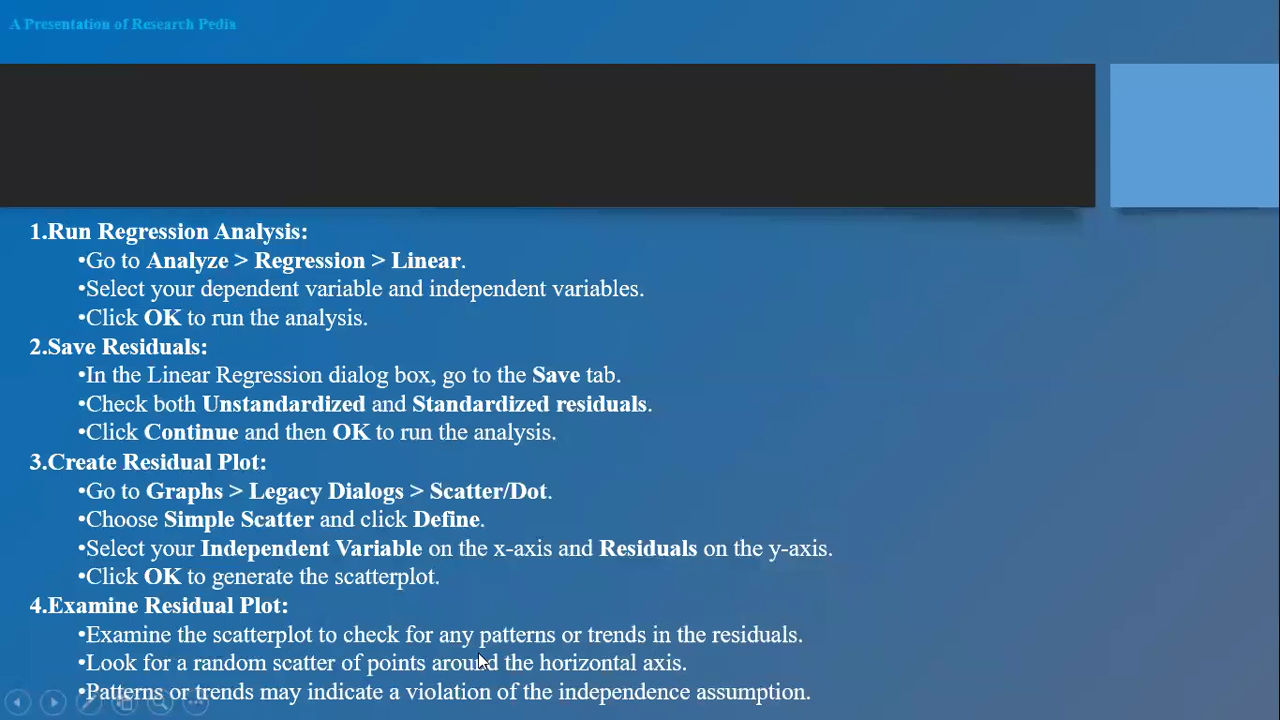 A Presentation of Research Pedia
1.Run Regression Analysis:
•Go to Analyze > Regression > Linear.
•Select your dependent variable and independent variables.
•Click OK to run the analysis.
2.Save Residuals:
•In the Linear Regression dialog box, go to the Save tab.
•Check both Unstandardized and Standardized residuals.
•Click Continue and then OK to run the analysis.
3.Create Residual Plot:
•Go to Graphs > Legacy Dialogs > Scatter/Dot.
•Choose Simple Scatter and click Define.
•Select your Independent Variable on the x-axis and Residuals on the y-axis.
•Click OK to generate the scatterplot.
4.Examine Residual Plot:
•Examine the scatterplot to check for any patterns or trends in the residuals.
•Look for a random scatter of points around the horizontal axis.
•Patterns or trends may indicate a violation of the independence assumption.